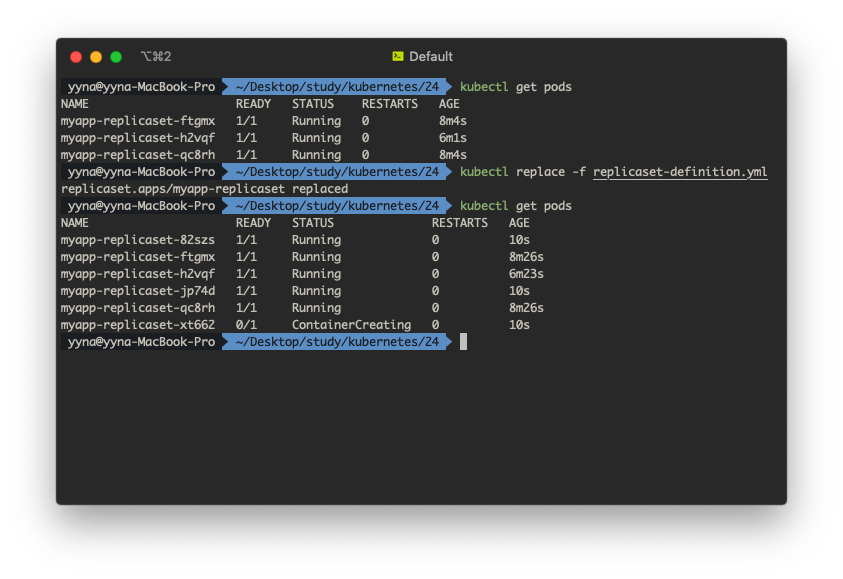 ⌥⌘2 Default
yyna@yyna-MacBook-Pro ~/Desktop/study/kubernetes/24 kubectl get pods
NAME READY STATUS RESTARTS AGE
myapp-replicaset-ftgmx 1/1 Running 0 8m4s
myapp-replicaset-h2vqf 1/1 Running 0 6m1s
myapp-replicaset-qc8rh 1/1 Running 0 8m4s
yyna@yyna-MacBook-Pro ~/Desktop/study/kubernetes/24 kubectl replace -f replicaset-definition.yml
replicaset.apps/myapp-replicaset replaced
yyna@yyna-MacBook-Pro ~/Desktop/study/kubernetes/24 kubectl get pods
NAME READY STATUS RESTARTS AGE
myapp-replicaset-82szs 1/1 Running 0 10s
myapp-replicaset-ftgmx 1/1 Running 0 8m26s
myapp-replicaset-h2vqf 1/1 Running 0 6m23s
myapp-replicaset-jp74d 1/1 Running 0 10s
myapp-replicaset-qc8rh 1/1 Running 0 8m26s
myapp-replicaset-xt662 0/1 ContainerCreating 0 10s
yyna@yyna-MacBook-Pro ~/Desktop/study/kubernetes/24